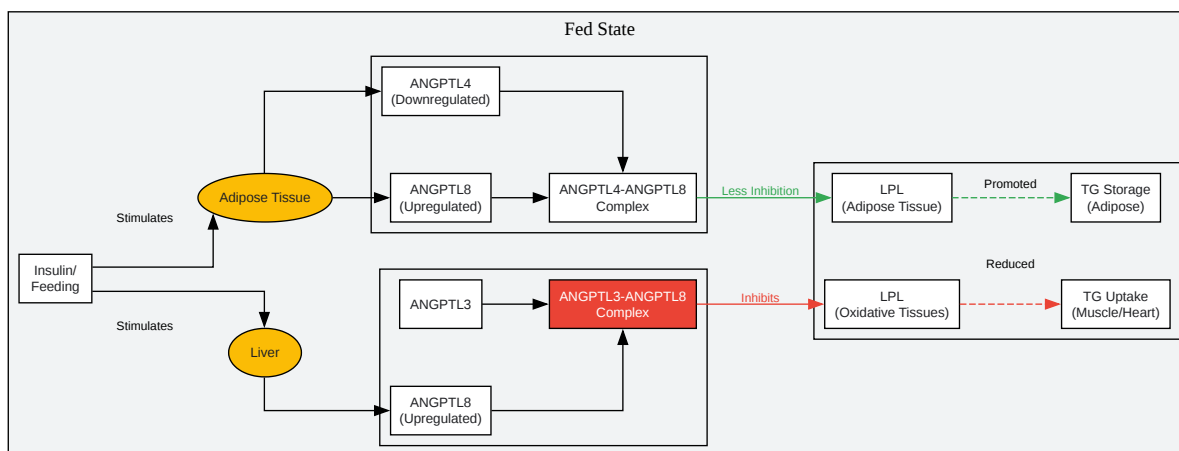 Fed State
ANGPTL4
(Downregulated)
Adipose Tissue
ANGPTL8
(Upregulated)
ANGPTL4-ANGPTL8
Complex
Less Inhibition
LPL
(Adipose Tissue)
Promoted
TG Storage
(Adipose)
Stimulates
Insulin/
Feeding
Stimulates
Liver
ANGPTL3
ANGPTL3-ANGPTL8
Complex
Inhibits
LPL
(Oxidative Tissues)
Reduced
TG Uptake
(Muscle/Heart)
ANGPTL8
(Upregulated)